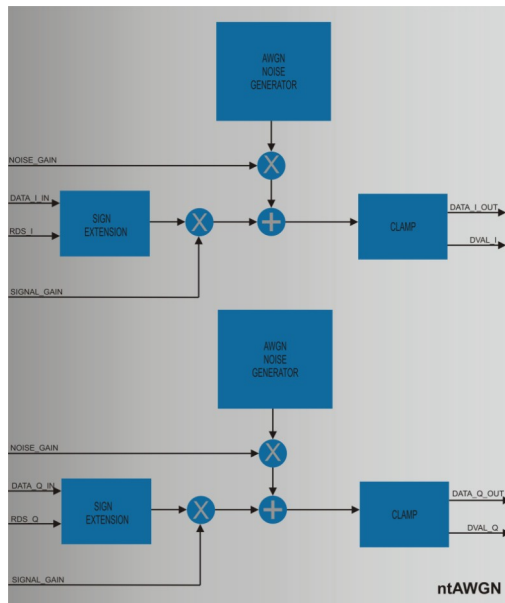 AWGN
NOISE
GENERATOR
NOISE_GAIN
DATA_I_IN
DATA_I_OUT
SIGN
EXTENSION
CLAMP
RDS_I
DVAL_I
SIGNAL_GAIN
AWGN
NOISE
GENERATOR
NOISE_GAIN
DATA_Q_IN
DATA_Q_OUT
SIGN
EXTENSION
CLAMP
RDS_Q
DVAL_Q
SIGNAL_GAIN
ntAWGN